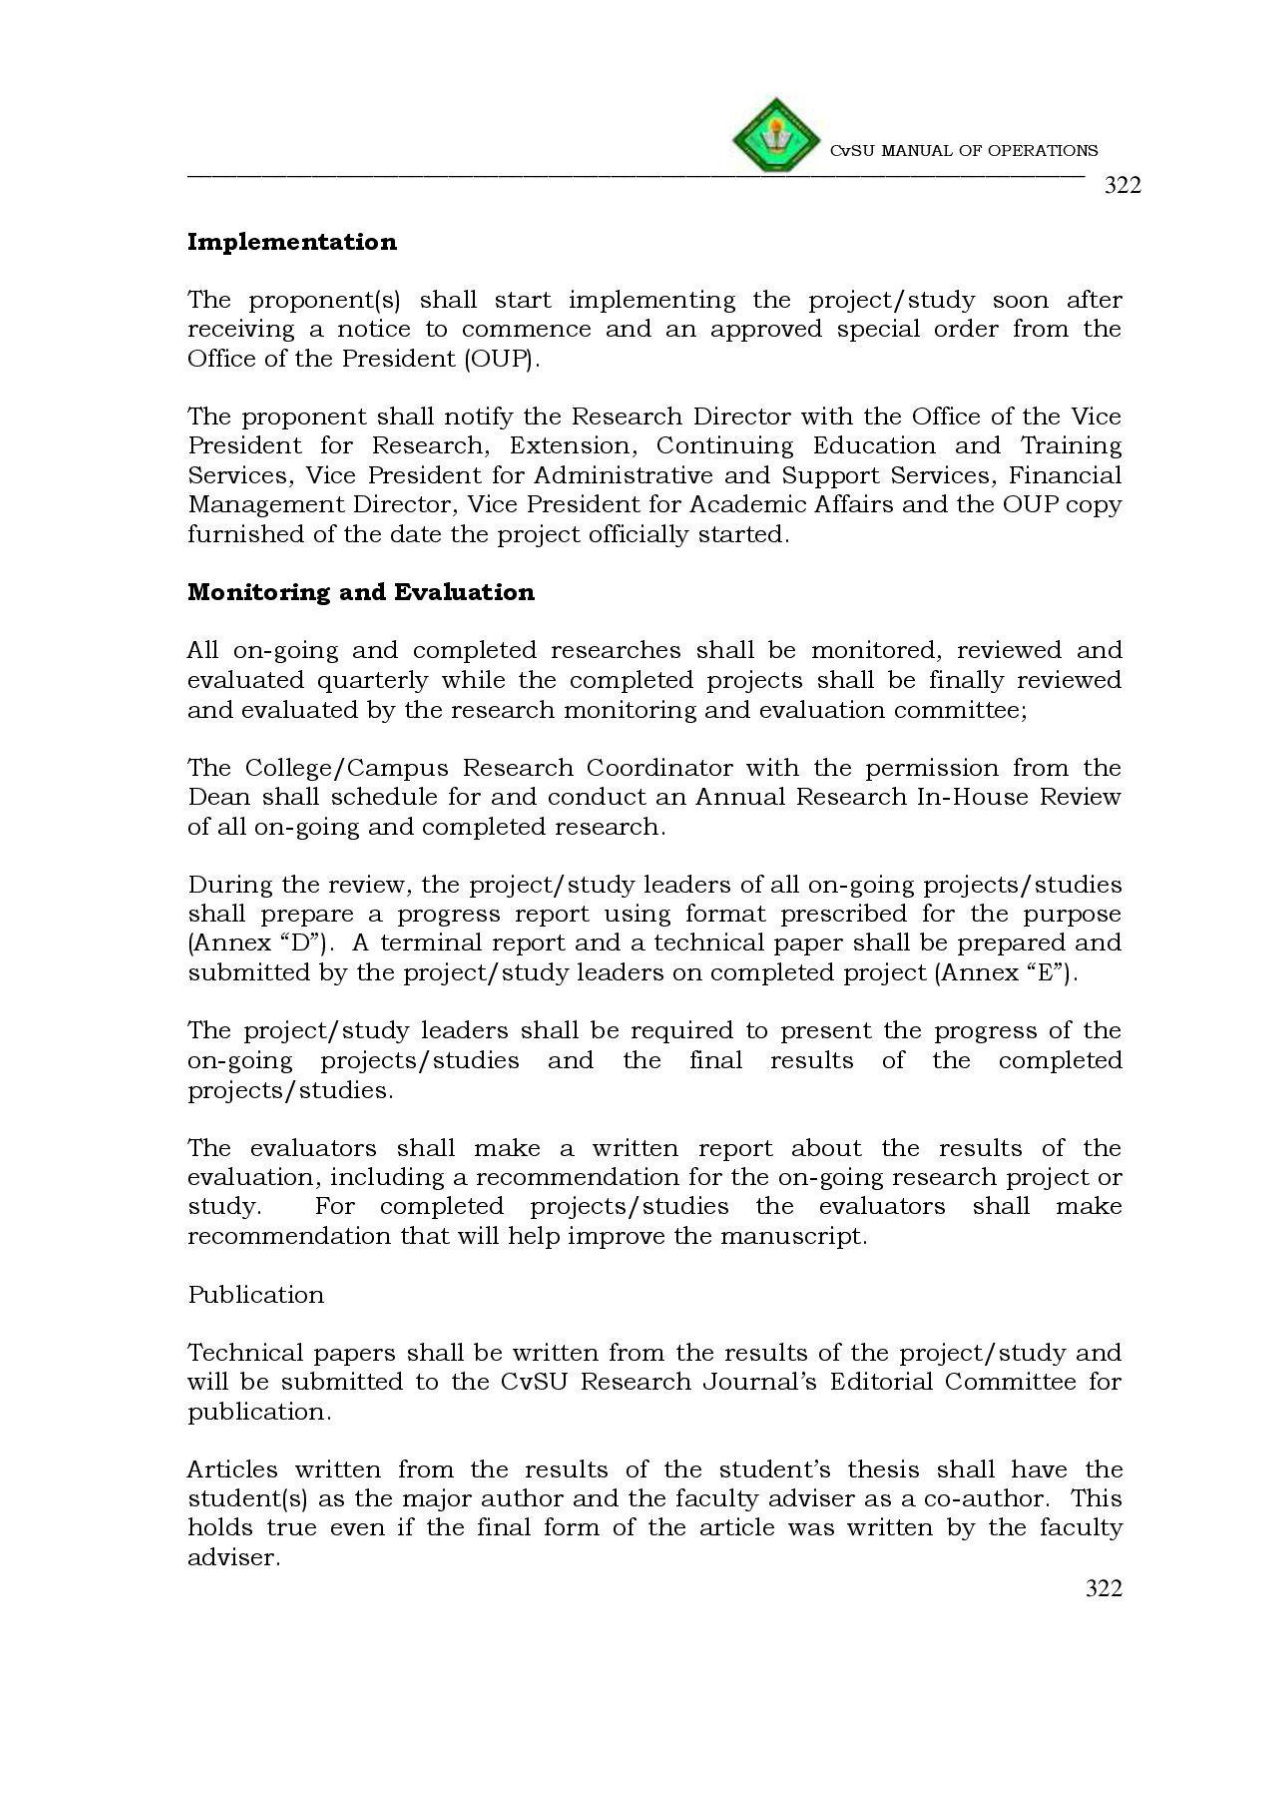 CvSU MANUAL OF OPERATIONS
322
Implementation
The proponent(s) shall start implementing the project/study soon after
receiving a notice to commence and an approved special order from the
Office of the President (OUP).
The proponent shall notify the Research Director with the Office of the Vice
President for Research, Extension, Continuing Education and Training
Services, Vice President for Administrative and Support Services, Financial
Management Director, Vice President for Academic Affairs and the OUP copy
furnished of the date the project officially started.
Monitoring and Evaluation
All on-going and completed researches shall be monitored, reviewed and
evaluated quarterly while the completed projects shall be finally reviewed
and evaluated by the research monitoring and evaluation committee;
The College/Campus Research Coordinator with the permission from the
Dean shall schedule for and conduct an Annual Research In-House Review
of all on-going and completed research.
During the review, the project/study leaders of all on-going projects/studies
shall prepare a progress report using format prescribed for the purpose
(Annex “D”).  A terminal report and a technical paper shall be prepared and
submitted by the project/study leaders on completed project (Annex “E”).
The project/study leaders shall be required to present the progress of the
on-going projects/studies and the final results of the completed
projects/studies.
The evaluators shall make a written report about the results of the
evaluation, including a recommendation for the on-going research project or
study.  For completed projects/studies the evaluators shall make
recommendation that will help improve the manuscript.
Publication
Technical papers shall be written from the results of the project/study and
will be submitted to the CvSU Research Journal’s Editorial Committee for
publication.
Articles written from the results of the student’s thesis shall have the
student(s) as the major author and the faculty adviser as a co-author.  This
holds true even if the final form of the article was written by the faculty
adviser.
322